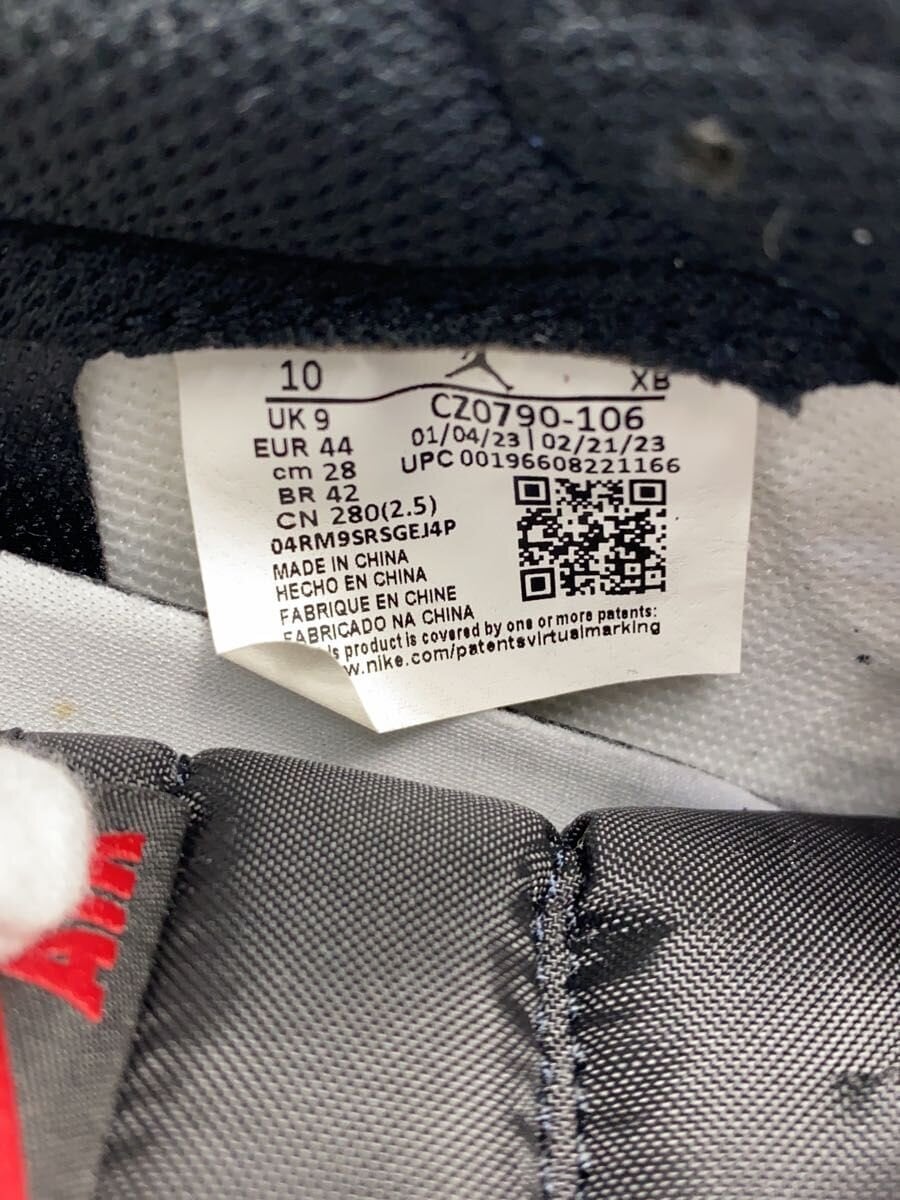 10 XB
UK 9 CZ0790-106
EUR 44 01/04/23 | 02/21/23
cm 28 UPC 00196608221166
BR 42
CN 280(2.5)
04RM9SRSGEJ4P
MADE IN CHINA
HECHO EN CHINA
FABRIQUE EN CHINE
FABRICADO NA CHINA
product is covered by one or more patents:
w.nike.com/patentsvirtualmarking